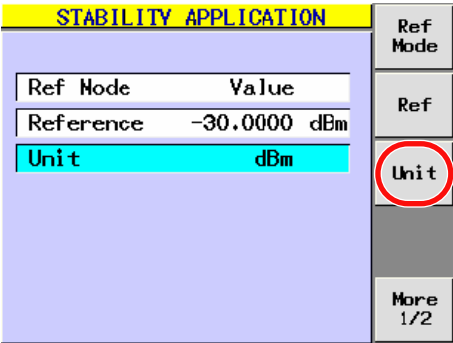 STABILITY APPLICATION
Ref Mode Value
Reference -30.0000 dBm
Unit dBm
Ref
Mode
Ref
Unit
More
1/2